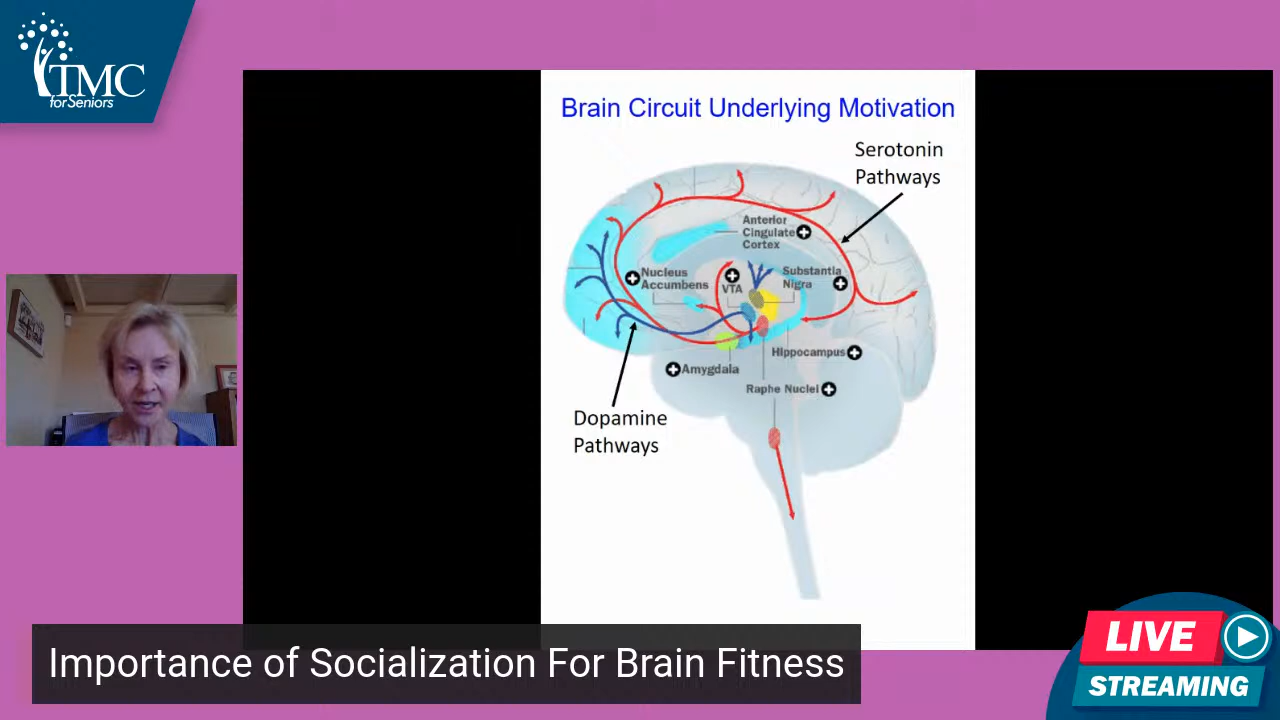 TMC
for Seniors
Brain Circuit Underlying Motivation
Serotonin
Pathways
Anterior
Cingulate
Cortex
Nucleus
Accumbens
VTA
Substantia
Nigra
Hippocampus
Amygdala
Raphe Nuclei
Dopamine
Pathways
Importance of Socialization For Brain Fitness
LIVE
STREAMING